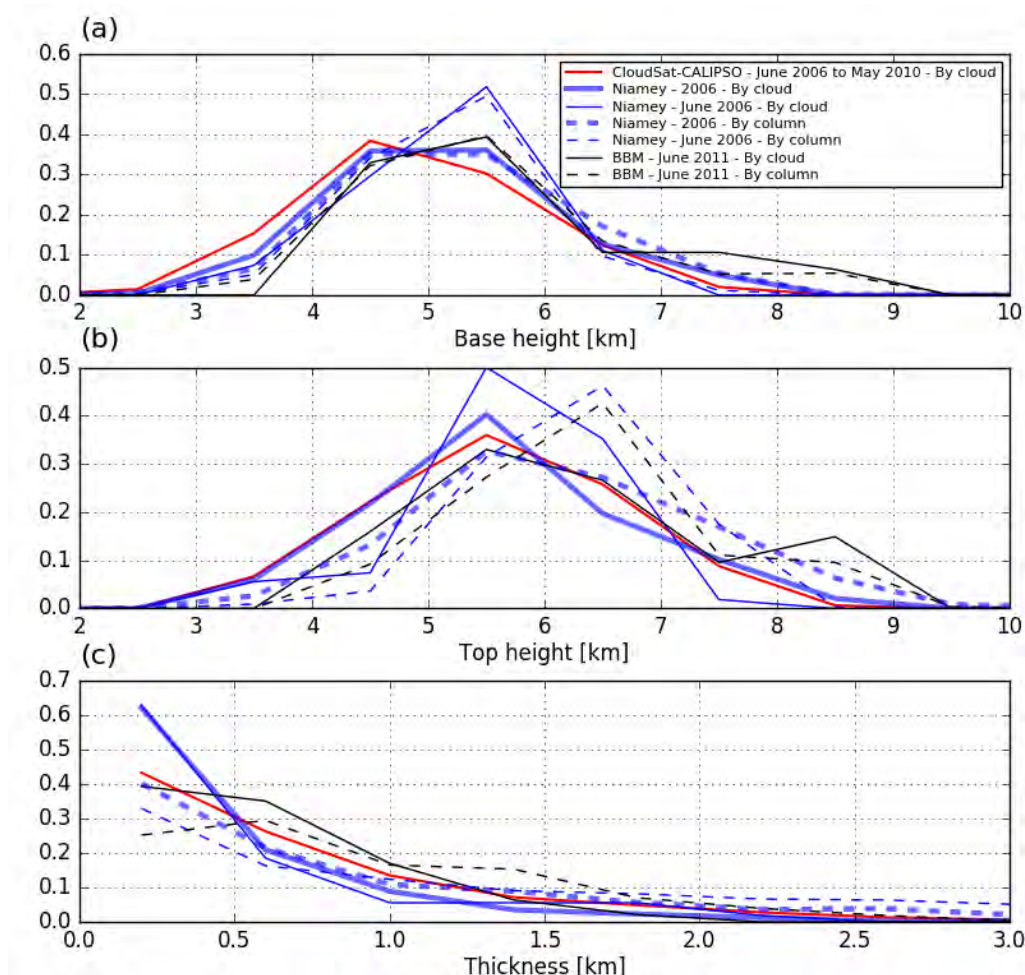 (a)
0.6
0.5
0.4
0.3
0.2
0.1
0.0
CloudSat-CALIPSO - June 2006 to May 2010 - By cloud
Niamey - 2006 - By cloud
Niamey - June 2006 - By cloud
Niamey - 2006 - By column
Niamey - June 2006 - By column
BBM - June 2011 - By cloud
BBM - June 2011 - By column
2 3 4 5 6 7 8 9 10
Base height [km]
(b)
0.5
0.4
0.3
0.2
0.1
0.0
2 3 4 5 6 7 8 9 10
Top height [km]
(c)
0.7
0.6
0.5
0.4
0.3
0.2
0.1
0.0
0.0 0.5 1.0 1.5 2.0 2.5 3.0
Thickness [km]